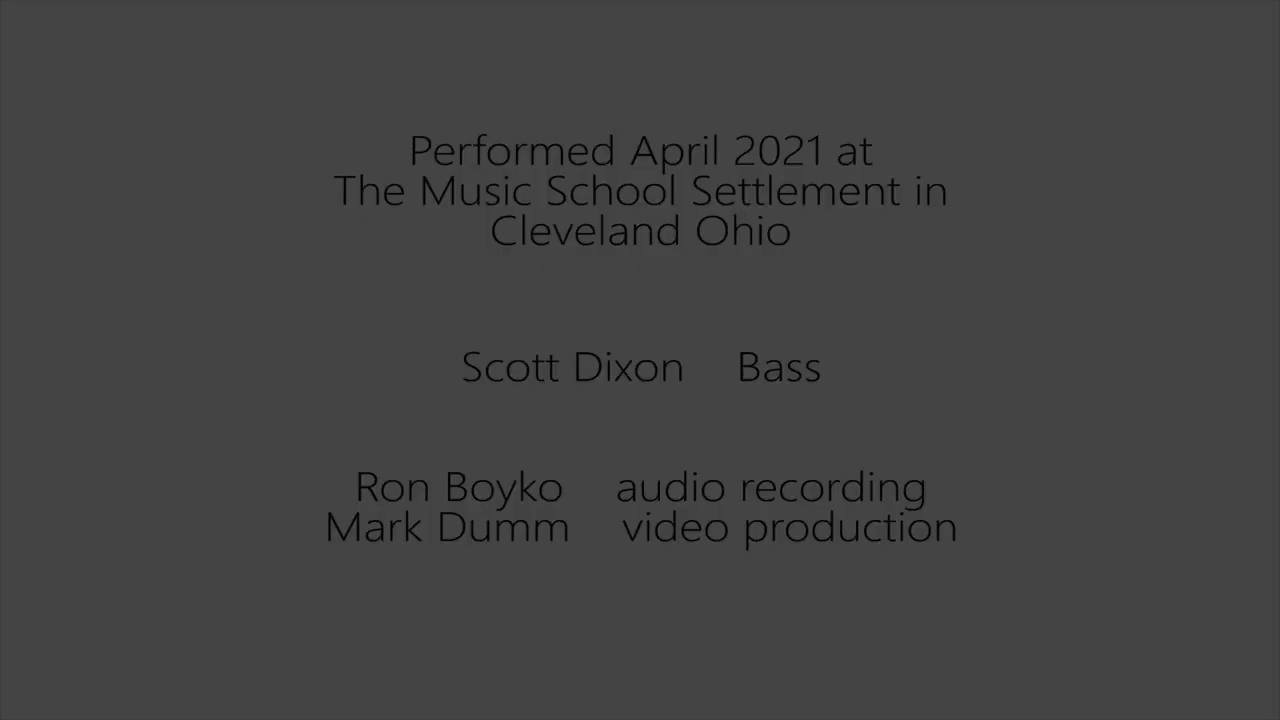 Performed April 2021 at
The Music School Settlement in
Cleveland Ohio
Scott Dixon Bass
Ron Boyko audio recording
Mark Dumm video production